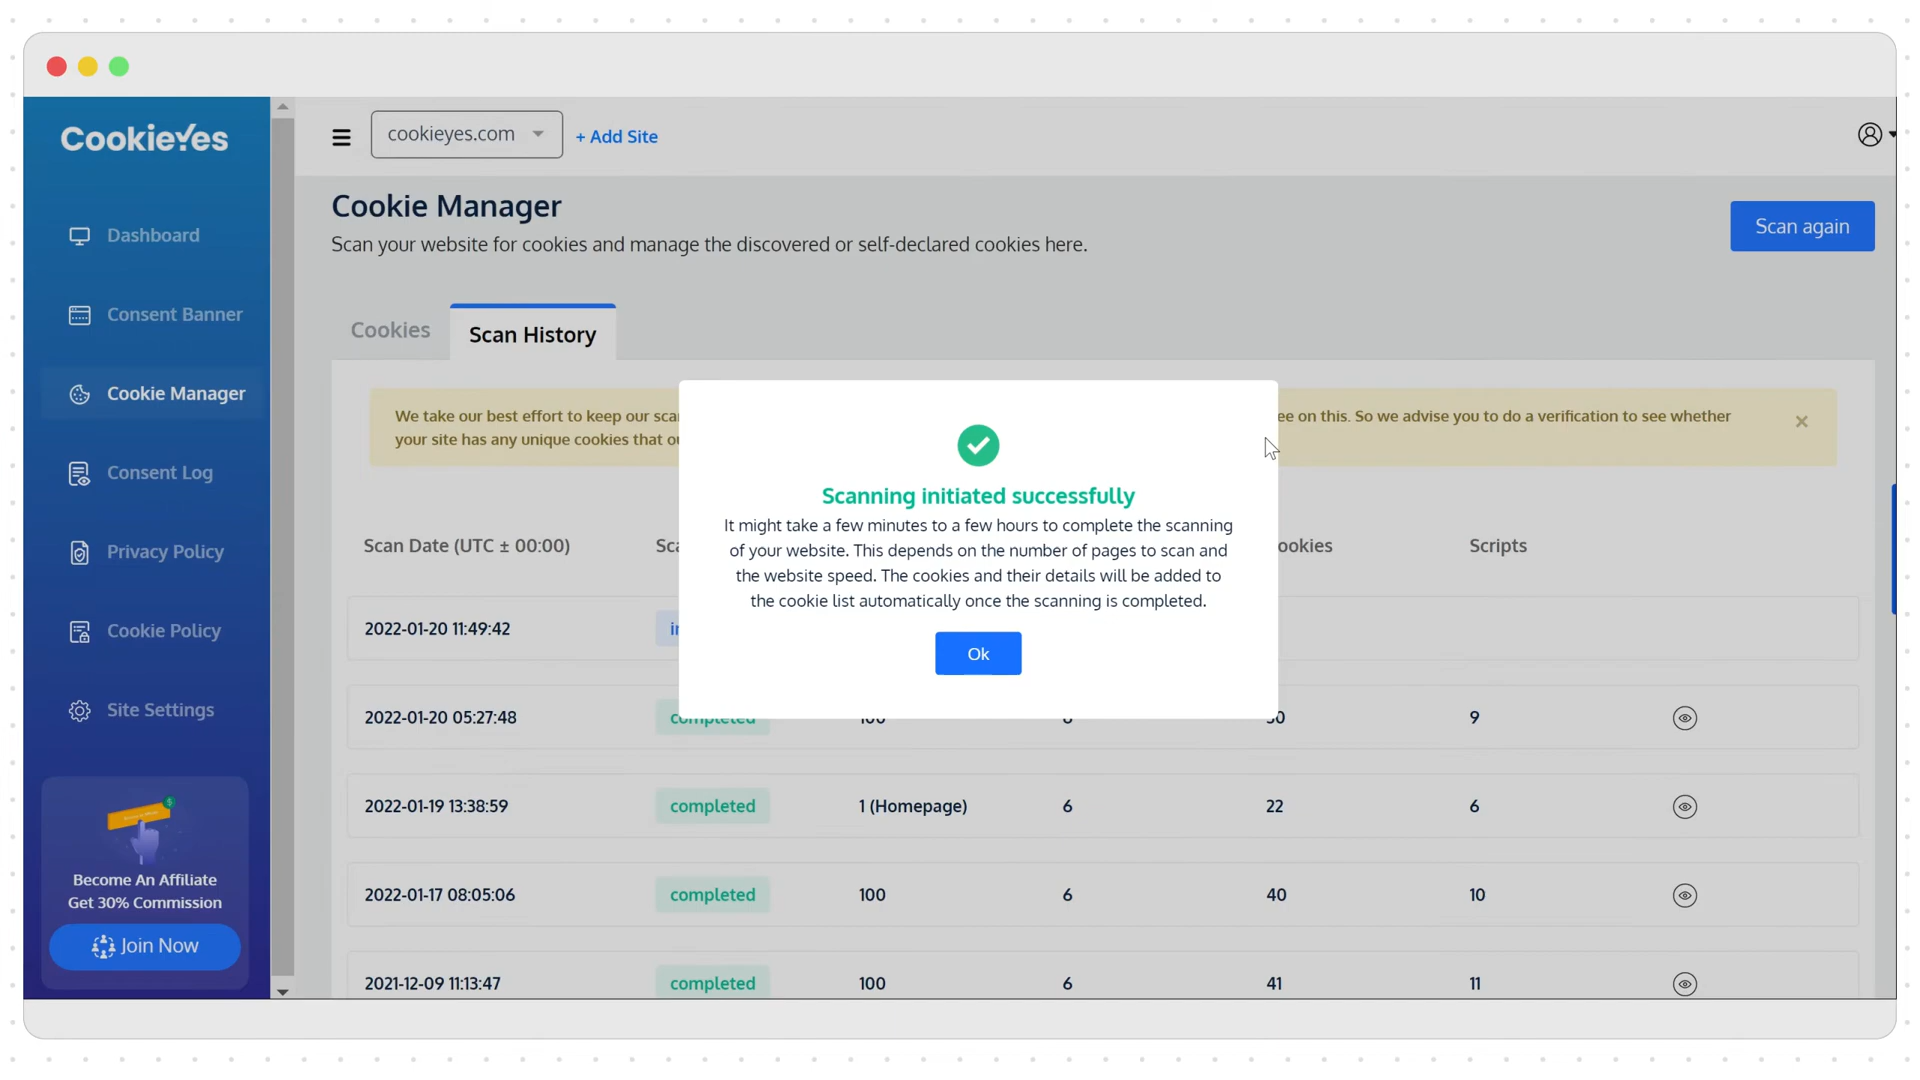 CookieYes
cookieyes.com
+ Add Site
Dashboard
Consent Banner
Cookie Manager
Consent Log
Privacy Policy
Cookie Policy
Site Settings
Become An Affiliate
Get 30% Commission
Join Now
Cookie Manager
Scan your website for cookies and manage the discovered or self-declared cookies here.
Scan again
Cookies
Scan History
We take our best effort to keep our
on this. So we advise you to do a verification to see whether
your site has any unique cookies that
Scanning initiated successfully
It might take a few minutes to a few hours to complete the scanning
of your website. This depends on the number of pages to scan and
the website speed. The cookies and their details will be added to
the cookie list automatically once the scanning is completed.
Ok
Scan Date (UTC ± 00:00)
Scripts
2022-01-20 11:49:42
2022-01-20 05:27:48 completed 9
2022-01-19 13:38:59 completed 1 (Homepage) 6 22 6
2022-01-17 08:05:06 completed 100 6 40 10
2021-12-09 11:13:47 completed 100 6 41 11